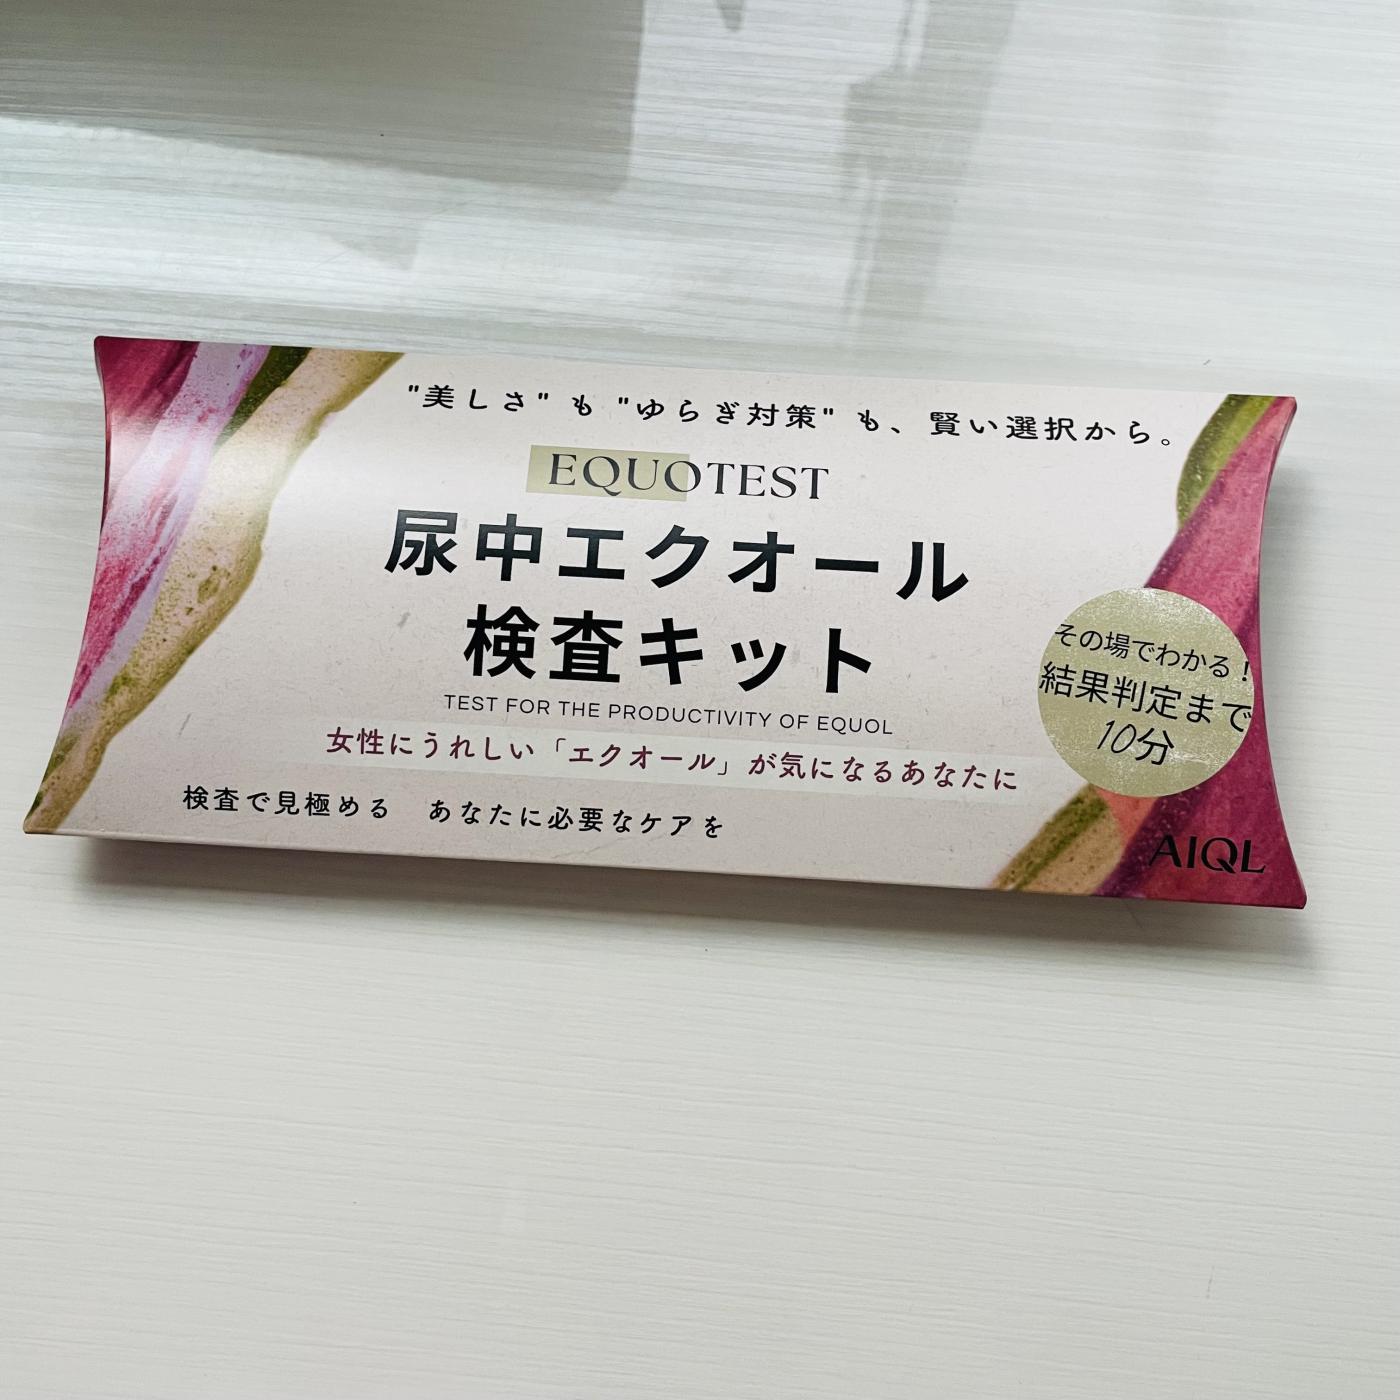 "美しさ" も "ゆらぎ対策" も、賢い選択から。
EQUOTEST
尿中エクオール
検査キット
TEST FOR THE PRODUCTIVITY OF EQUOL
女性にうれしい「エクオール」が気になるあなたに
検査で見極める　あなたに必要なケアを
その場でわかる！
結果判定まで
10分
AIQL